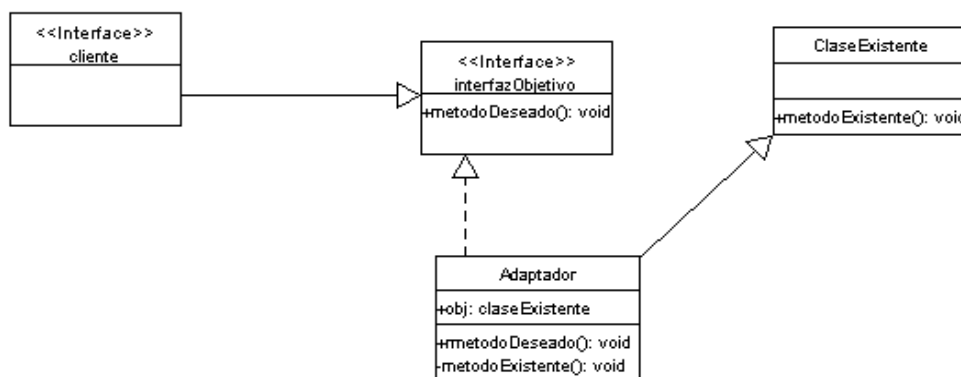 <<Interface>>
cliente
<<Interface>>
interfazObjetivo
+metodoDeseado(): void
ClaseExistente
+metodoExistente(): void
Adaptador
+obj: claseExistente
+metodoDeseado(): void
-metodoExistente(): void